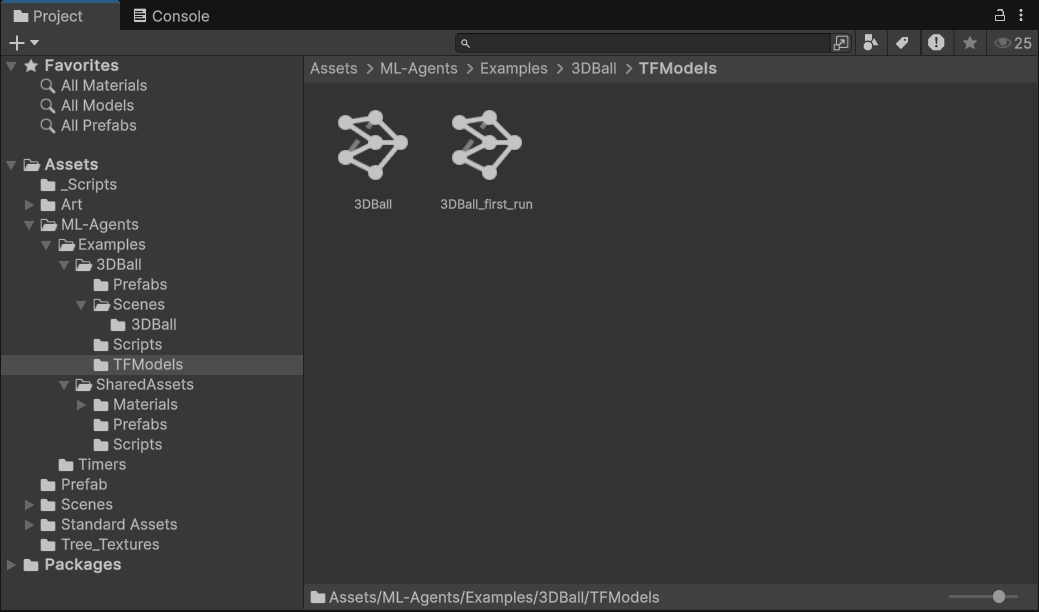 Project
Console
25
Favorites
All Materials
All Models
All Prefabs
Assets
_Scripts
Art
ML-Agents
Examples
3DBall
Prefabs
Scenes
3DBall
Scripts
TFModels
SharedAssets
Materials
Prefabs
Scripts
Timers
Prefab
Scenes
Standard Assets
Tree_Textures
Packages
Assets > ML-Agents > Examples > 3DBall > TFModels
3DBall
3DBall_first_run
Assets/ML-Agents/Examples/3DBall/TFModels